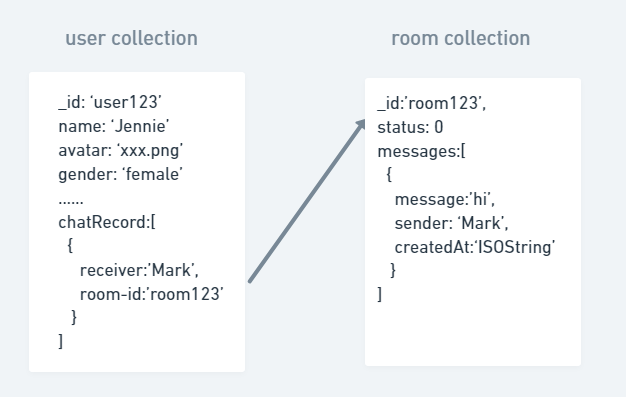 user collection
_id: ‘user123’
name: ‘Jennie’
avatar: ‘xxx.png’
gender: ‘female’
......
chatRecord:[
{
receiver:’Mark’,
room-id:’room123’
}
]
room collection
_id:’room123’,
status: 0
messages:[
{
message:’hi’,
sender: ‘Mark’,
createdAt:‘ISOString’
}
]